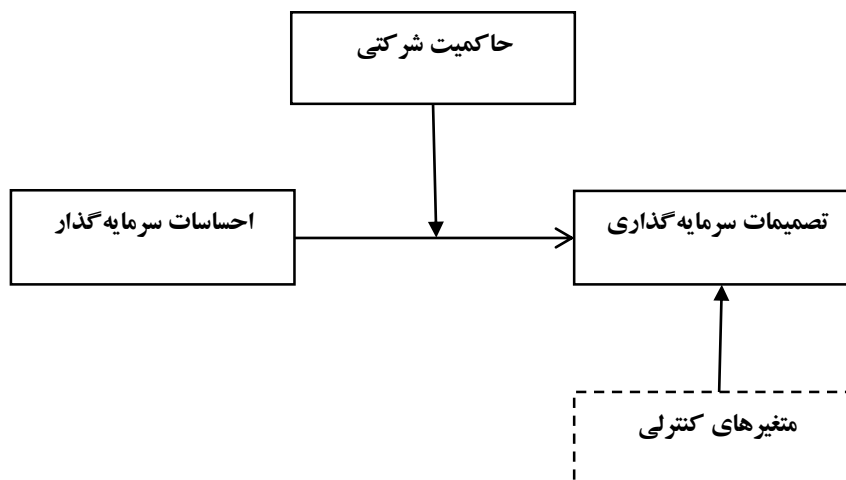 حاکمیت شرکتی
احساسات سرمایه‌گذار
تصمیمات سرمایه‌گذاری
متغیرهای کنترلی